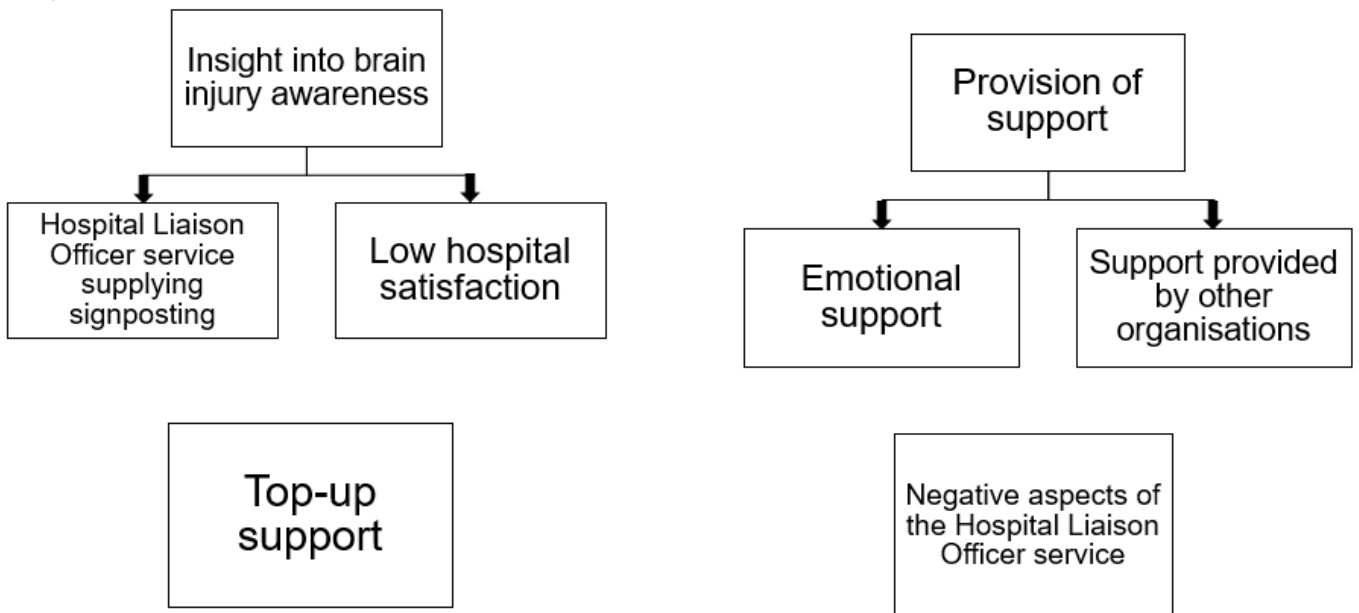 Insight into brain
injury awareness
Provision of
support
Hospital Liaison
Officer service
supplying
signposting
Low hospital
satisfaction
Emotional
support
Support provided
by other
organisations
Top-up
support
Negative aspects of
the Hospital Liaison
Officer service